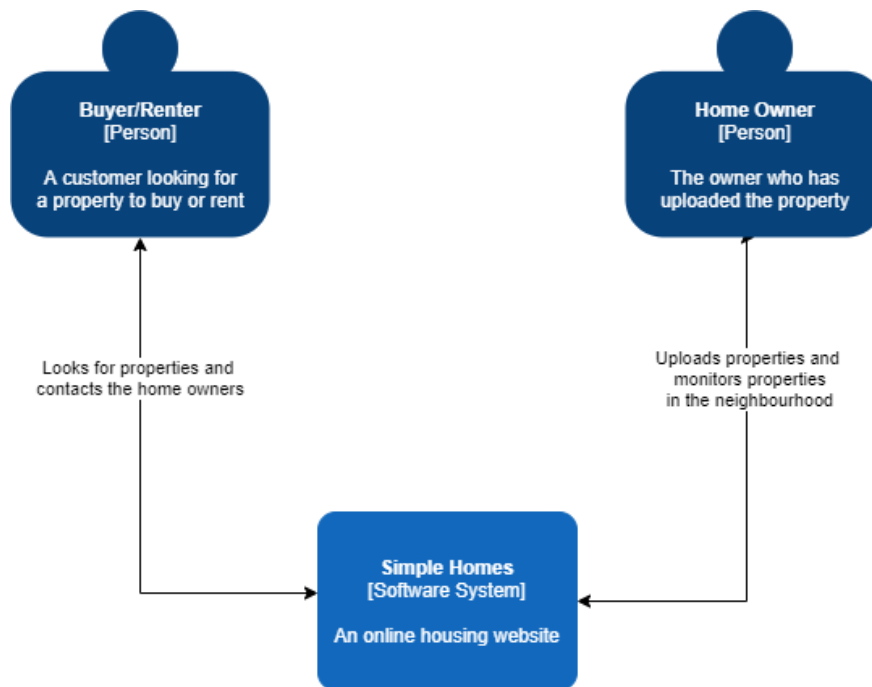 Buyer/Renter
[Person]
A customer looking for
a property to buy or rent
Home Owner
[Person]
The owner who has
uploaded the property
Looks for properties and
contacts the home owners
Uploads properties and
monitors properties
in the neighbourhood
Simple Homes
[Software System]
An online housing website